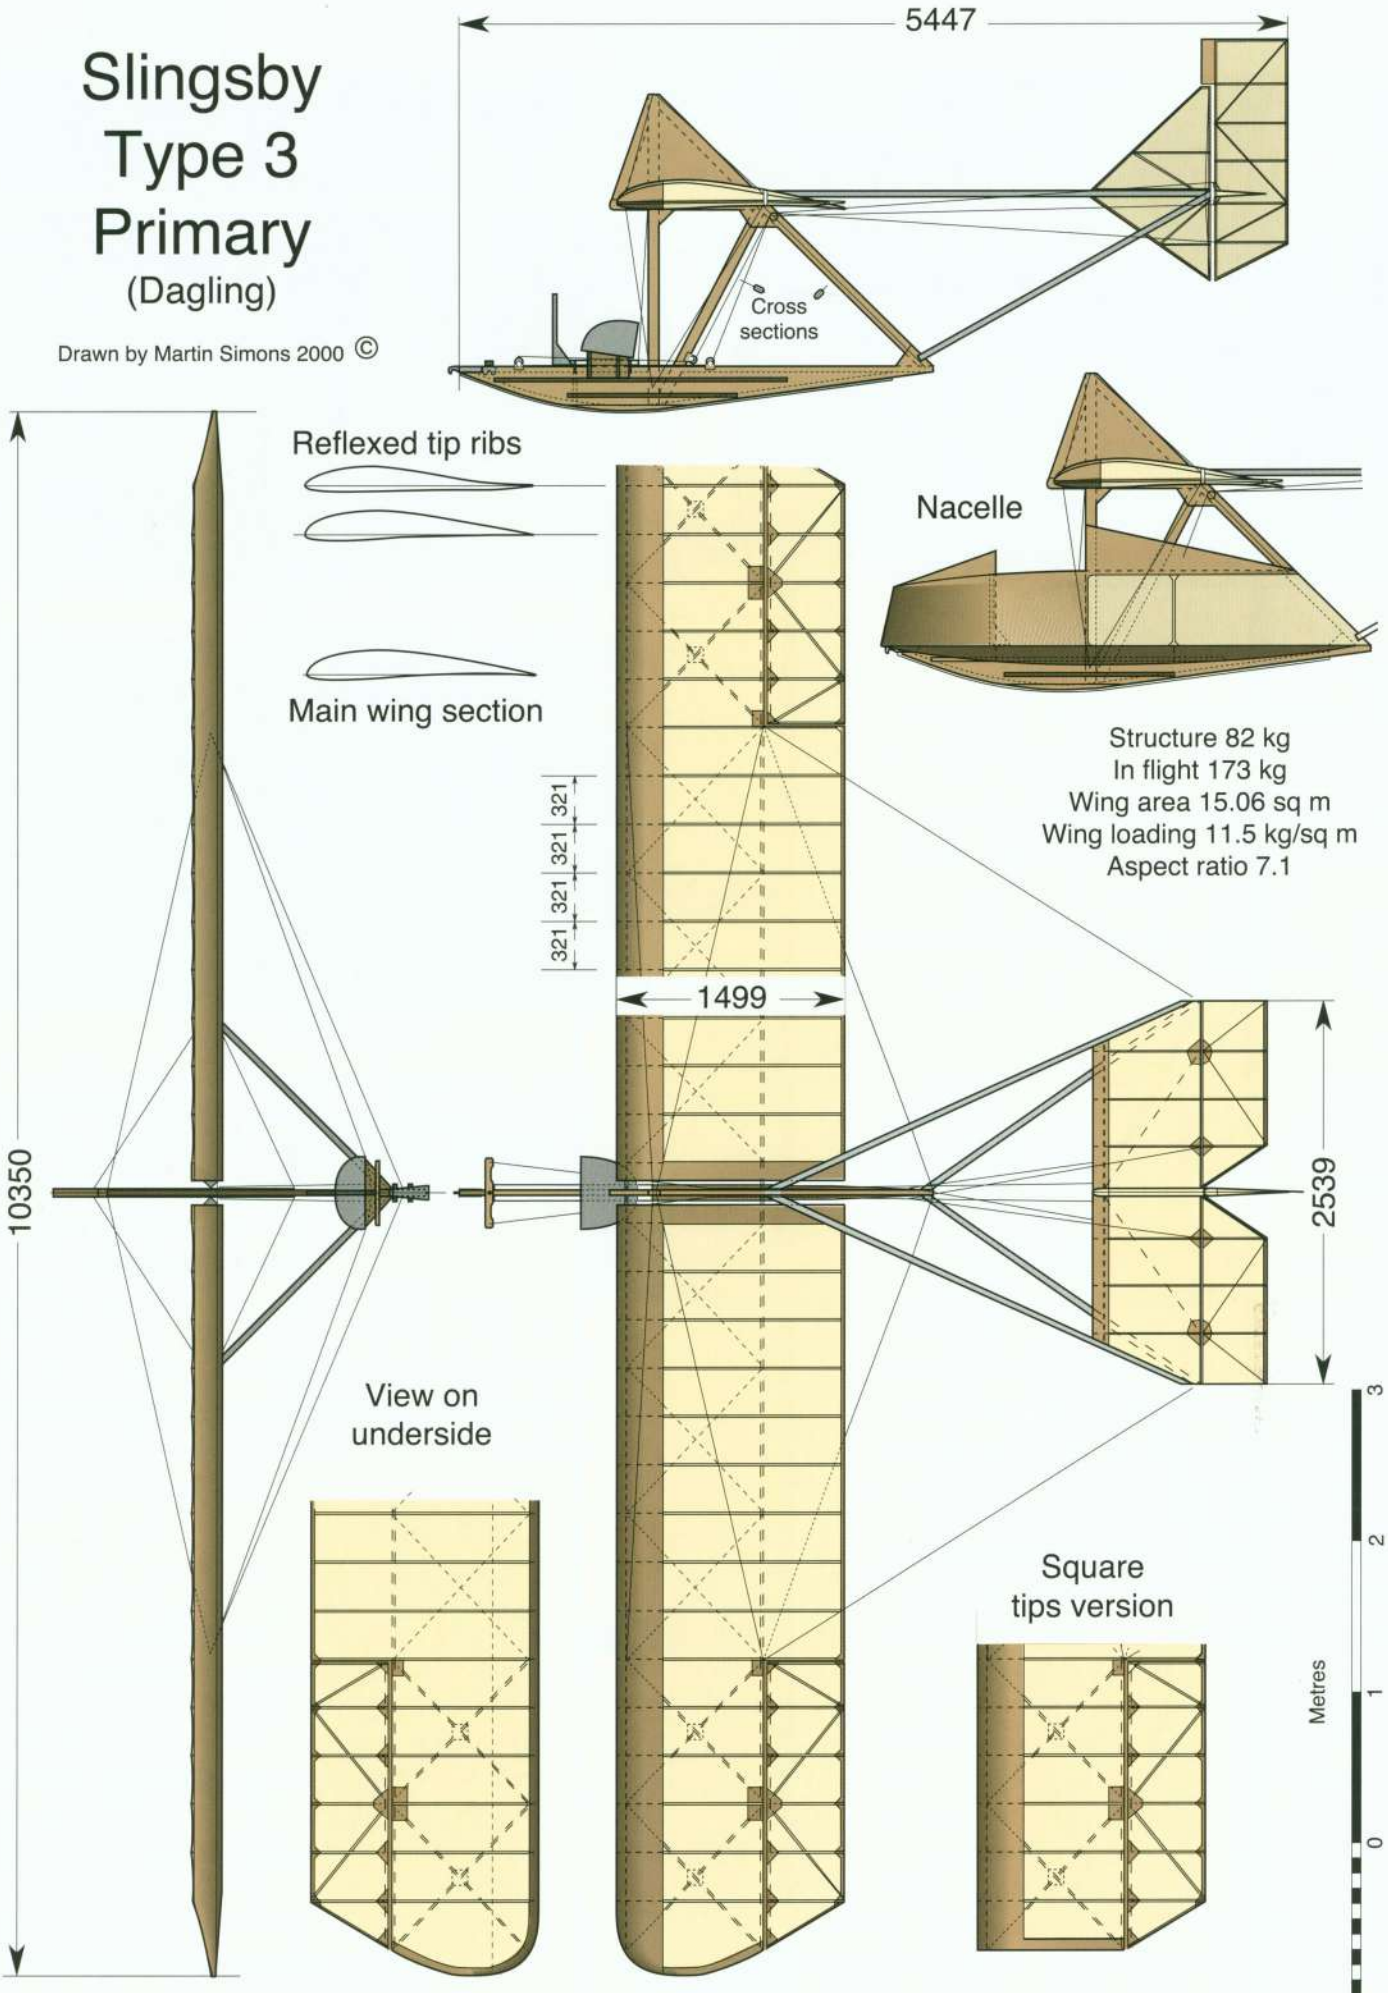 5447
Slingsby
Type 3
Primary
(Dagling)
Drawn by Martin Simons 2000 ©
Cross
sections
Reflexed tip ribs
Nacelle
Main wing section
Structure 82 kg
In flight 173 kg
Wing area 15.06 sq m
Wing loading 11.5 kg/sq m
Aspect ratio 7.1
321
321
321
321
1499
10350
2539
View on
underside
Square
tips version
3
2
1
0
Metres